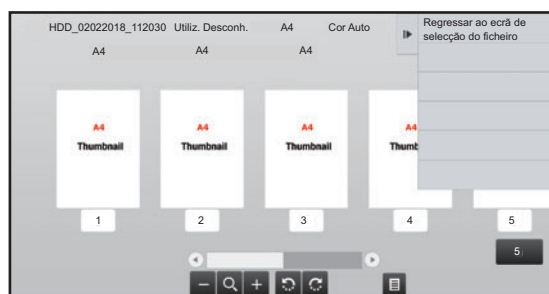 HDD_02022018_112030 Utiliz. Desconh. A4 Cor Auto
Regressar ao ecrã de
selecção do ficheiro
A4 A4 A4
A4 A4 A4 A4
Thumbnail Thumbnail Thumbnail Thumb
1 2 3 4 5
5